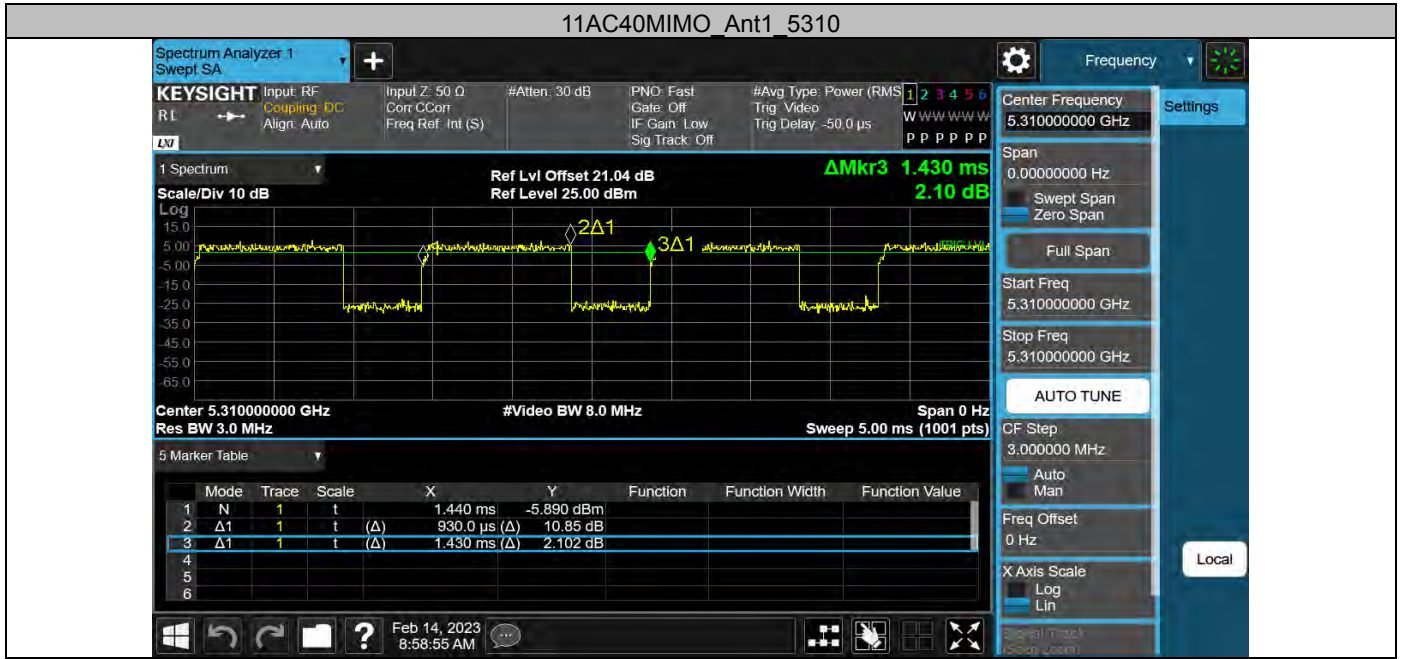 11AC40MIMO_Ant1_5310
Spectrum Analyzer 1
Swept SA
Frequency
KEYSIGHT
RL
LXI
Input: RF
Coupling: DC
Align: Auto
Input Z: 50 Ω
Corr CCorr
Freq Ref: Int (S)
#Atten: 30 dB
PNO: Fast
Gate: Off
IF Gain: Low
Sig Track: Off
#Avg Type: Power (RMS
Trig: Video
Trig Delay: -50.0 µs
1 2 3 4 5 6
W W W W W W
P P P P P P
1 Spectrum
Scale/Div 10 dB
Ref Lvl Offset 21.04 dB
Ref Level 25.00 dBm
ΔMkr3 1.430 ms
2.10 dB
Log
15.0
5.00
-5.00
-15.0
-25.0
-35.0
-45.0
-55.0
-65.0
2Δ1
3Δ1
Center 5.310000000 GHz
#Video BW 8.0 MHz
Span 0 Hz
Res BW 3.0 MHz
Sweep 5.00 ms (1001 pts)
5 Marker Table
Mode Trace Scale X Y Function Function Width Function Value
1 N 1 t 1.440 ms -5.890 dBm
2 Δ1 1 t (Δ) 930.0 µs (Δ) 10.85 dB
3 Δ1 1 t (Δ) 1.430 ms (Δ) 2.102 dB
4
5
6
?
Feb 14, 2023
8:58:55 AM
Center Frequency
5.310000000 GHz
Settings
Span
0.00000000 Hz
Swept Span
Zero Span
Full Span
Start Freq
5.310000000 GHz
Stop Freq
5.310000000 GHz
AUTO TUNE
CF Step
3.000000 MHz
Auto
Man
Freq Offset
0 Hz
X Axis Scale
Log
Lin
Local
Signal Track